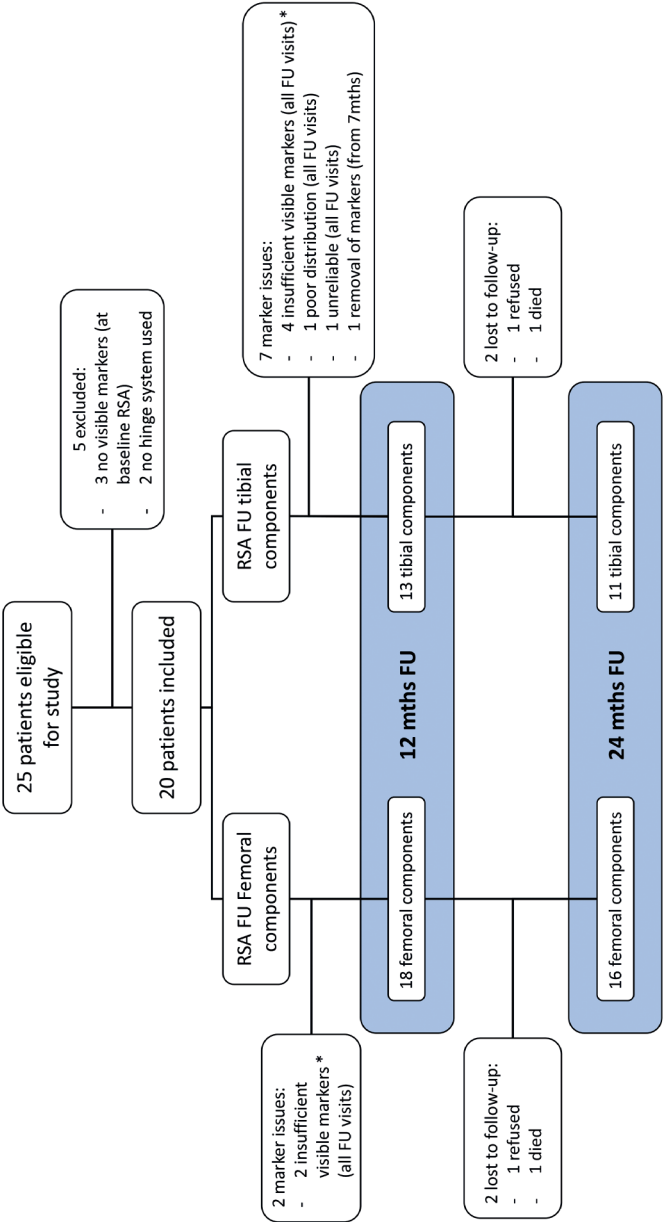 25 patients eligible
for study
5 excluded:
- 3 no visible markers (at
baseline RSA)
- 2 no hinge system used
20 patients included
RSA FU Femoral
components
RSA FU tibial
components
2 marker issues:
- 2 insufficient
visible markers *
(all FU visits)
7 marker issues:
- 4 insufficient visible markers (all FU visits)*
- 1 poor distribution (all FU visits)
- 1 unreliable (all FU visits)
- 1 removal of markers (from 7mths)
18 femoral components
12 mths FU
13 tibial components
2 lost to follow-up:
- 1 refused
- 1 died
2 lost to follow-up:
- 1 refused
- 1 died
16 femoral components
24 mths FU
11 tibial components